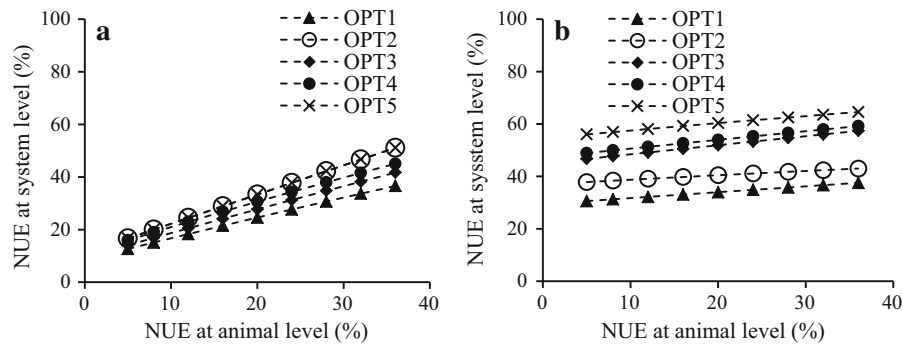 a
OPT1
OPT2
OPT3
OPT4
OPT5
NUE at system level (%)
100
80
60
40
20
0
0 10 20 30 40
NUE at animal level (%)
b
OPT1
OPT2
OPT3
OPT4
OPT5
NUE at sysstem level (%)
100
80
60
40
20
0
0 10 20 30 40
NUE at animal level (%)